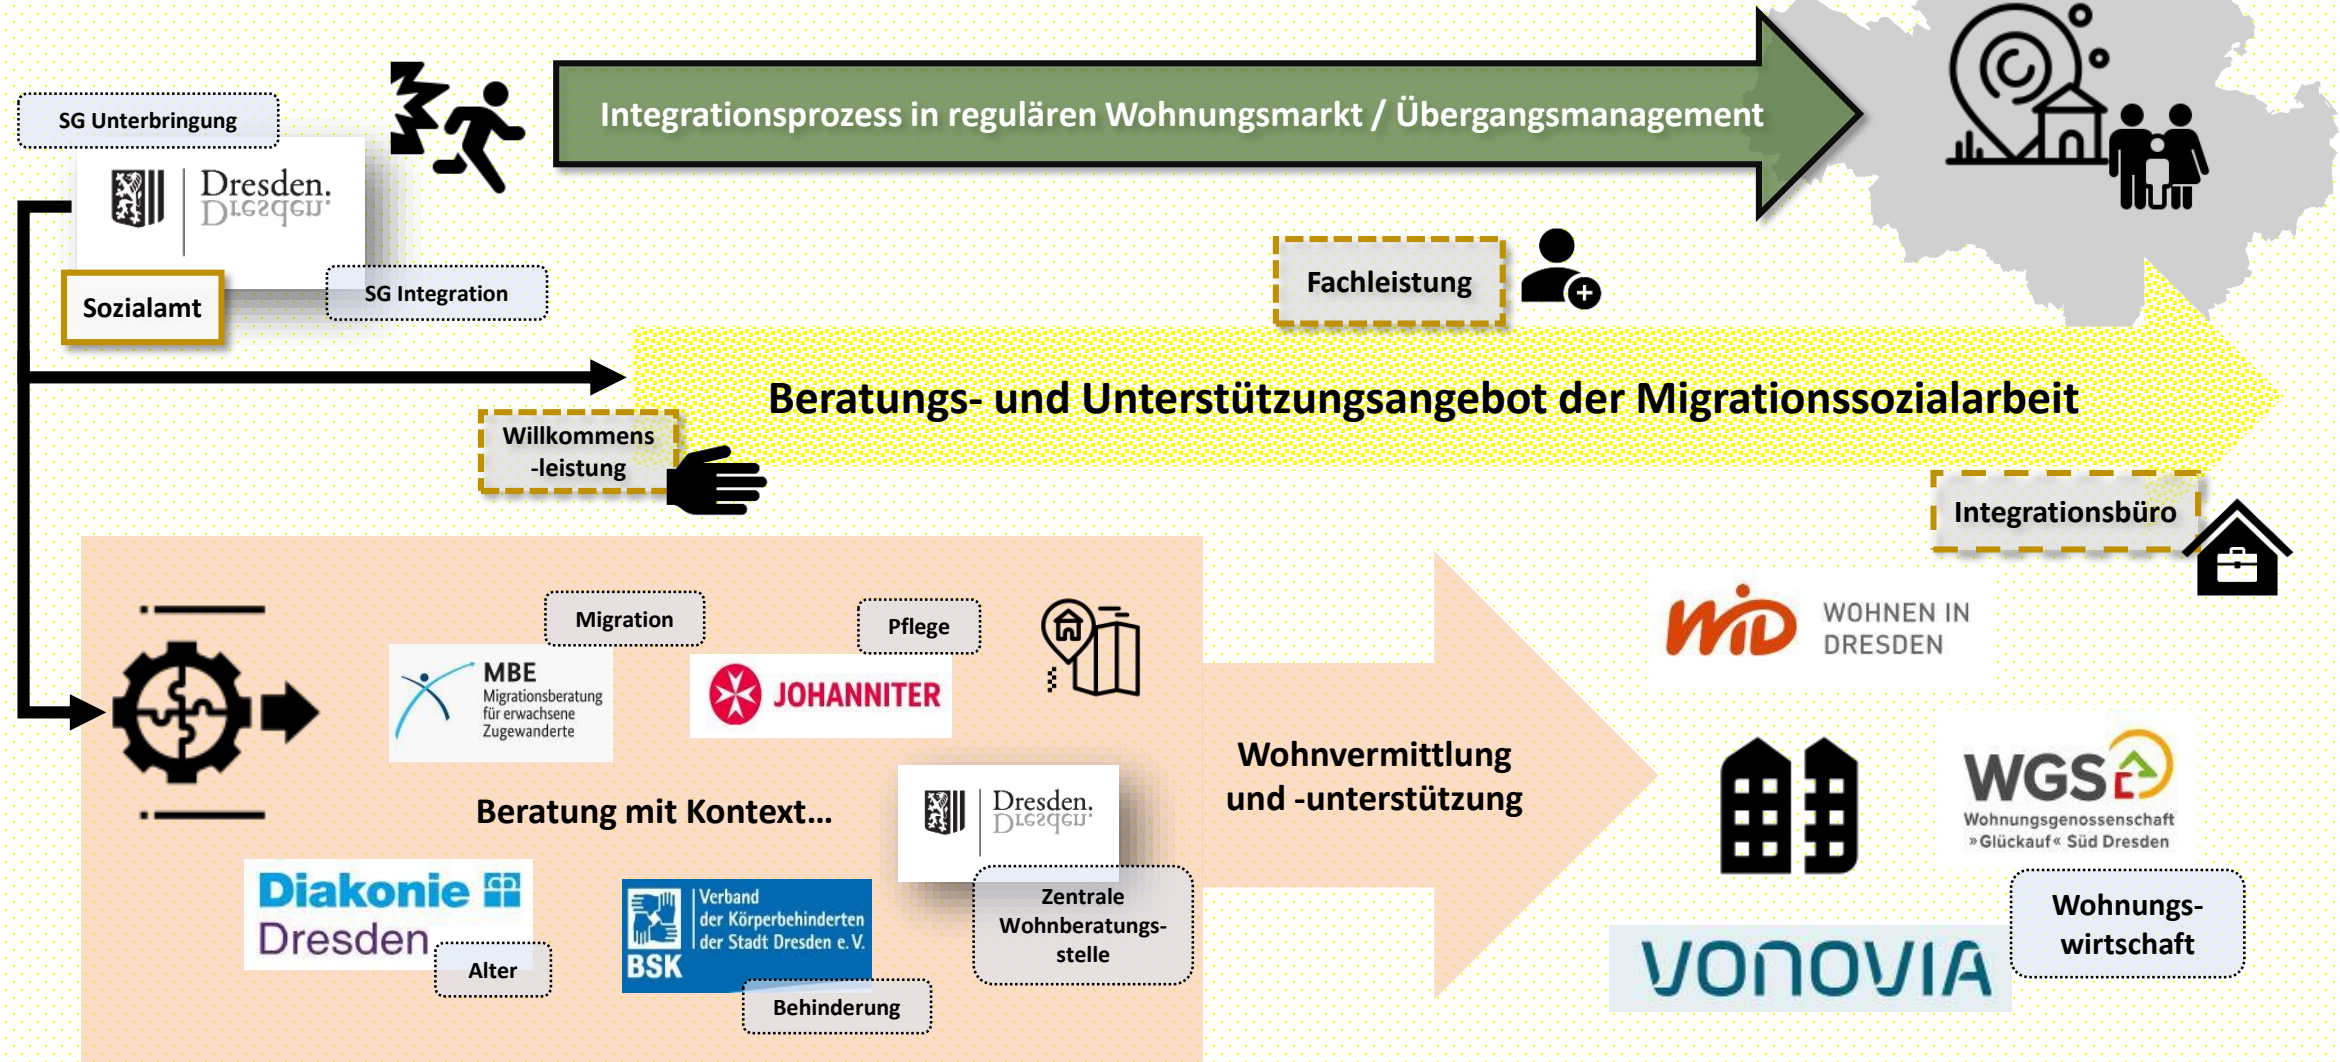 Integrationsprozess in regulären Wohnungsmarkt / Übergangsmanagement
SG Unterbringung
Dresden.
Dresden.
Sozialamt
SG Integration
Fachleistung
Beratungs- und Unterstützungsangebot der Migrationssozialarbeit
Willkommens
-leistung
Integrationsbüro
Migration
MBE
Migrationsberatung
für erwachsene
Zugewanderte
Pflege
JOHANNITER
Beratung mit Kontext...
Dresden.
Dresden.
Zentrale
Wohnberatungs-
stelle
Diakonie
Dresden
Alter
Verband
der Körperbehinderten
der Stadt Dresden e.V.
BSK
Behinderung
Wohnvermittlung
und -unterstützung
WiD
WOHNEN IN
DRESDEN
WGS
Wohnungsgenossenschaft
»Glückauf« Süd Dresden
Wohnungs-
wirtschaft
VONOVIA